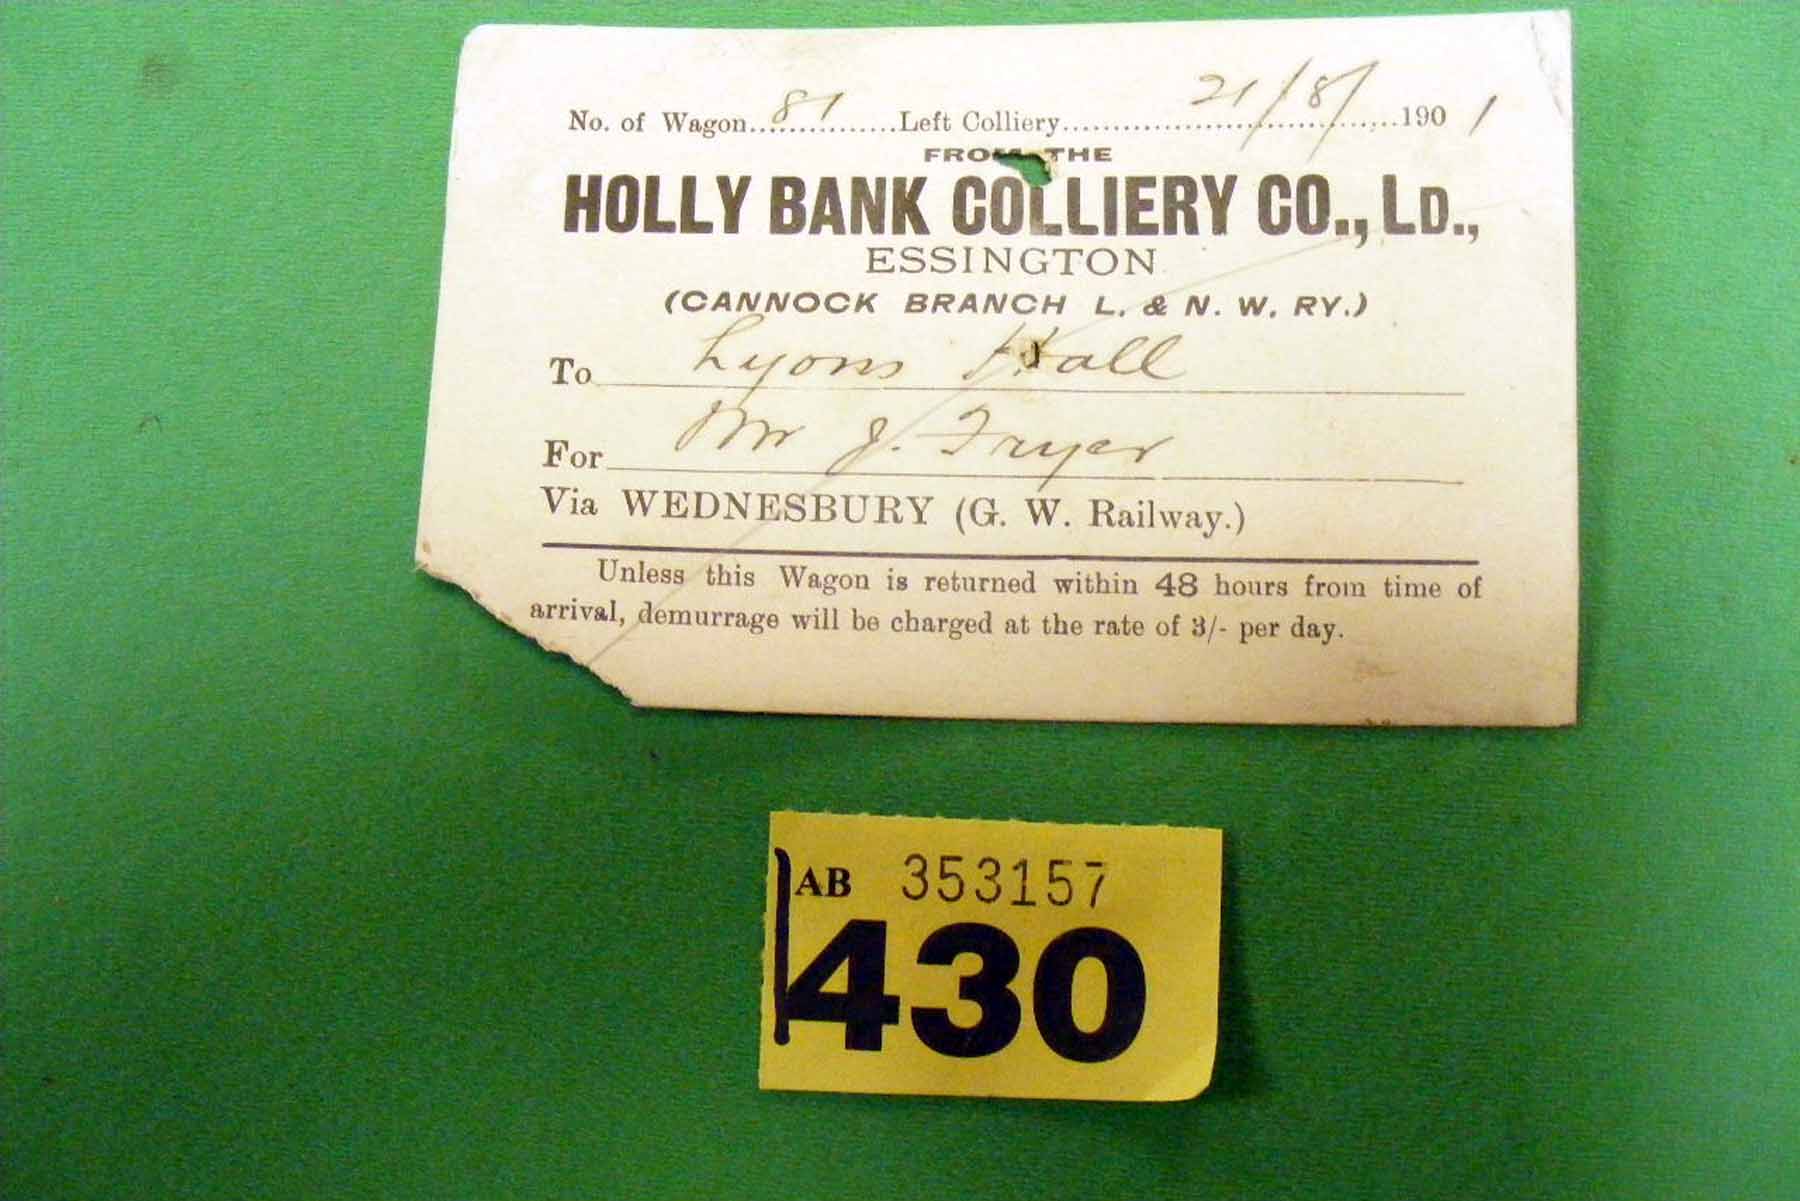 No. of Wagon 81 Left Colliery 21/8/ 1901
FROM THE
HOLLY BANK COLLIERY CO., LD.,
ESSINGTON
(CANNOCK BRANCH L. & N. W. RY.)
To Lyons Hall
For Mr J. Fryer
Via WEDNESBURY (G. W. Railway.)
Unless this Wagon is returned within 48 hours from time of
arrival, demurrage will be charged at the rate of 3/- per day.
AB 353157
430